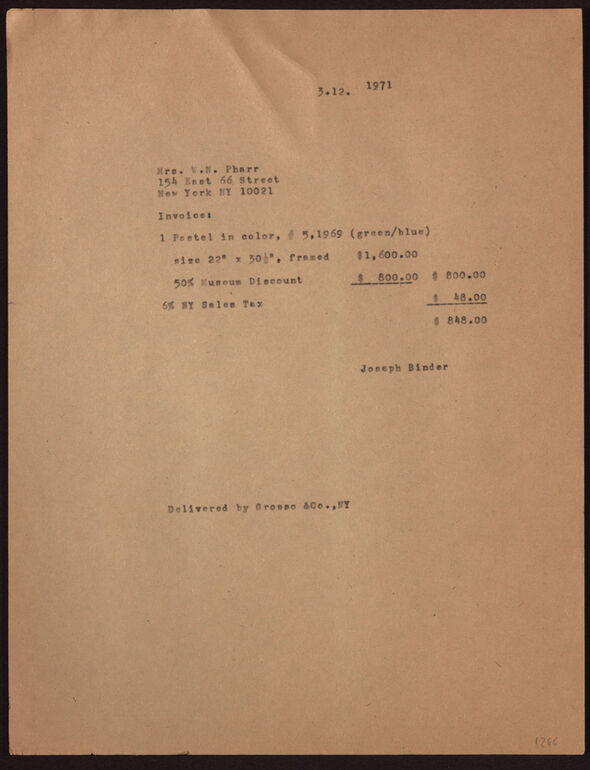 3.12. 1971
Mrs. W.N. Pharr
154 East 66 Street
New York NY 10021
Invoice:
1 Pastel in color, # 5,1969 (green/blue)
size 22" x 30½", framed $1,600.00
50% Museum Discount $ 800.00 $ 800.00
6% NY Sales Tax $ 48.00
$ 848.00
Joseph Binder
Delivered by Grosso &Co.,NY
1286